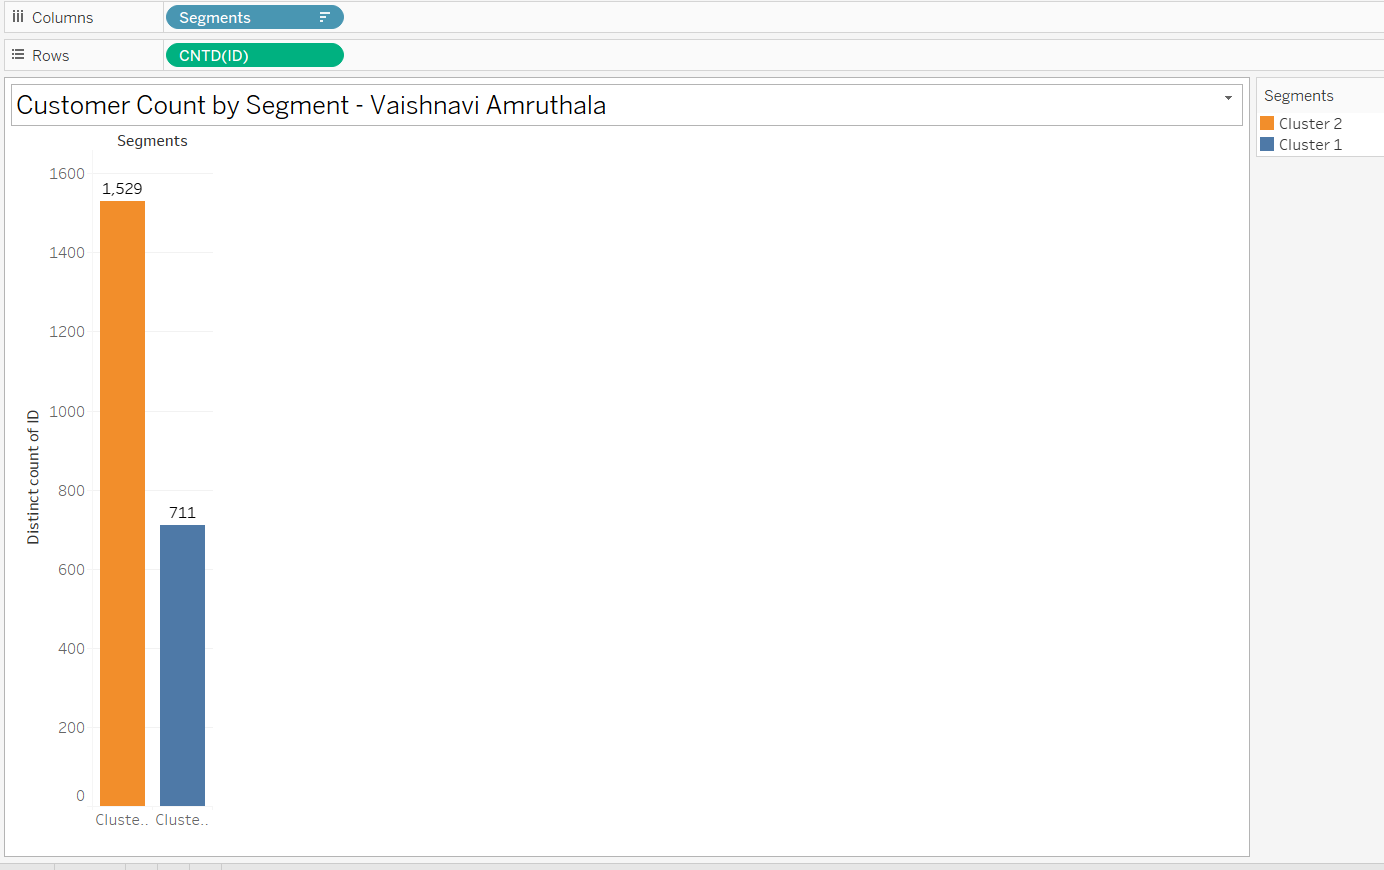 Columns
Segments
Rows
CNTD(ID)
Customer Count by Segment - Vaishnavi Amruthala
Segments
1600
1400
1200
1000
800
600
400
200
0
Distinct count of ID
1,529
711
Cluste..
Cluste..
Segments
Cluster 2
Cluster 1